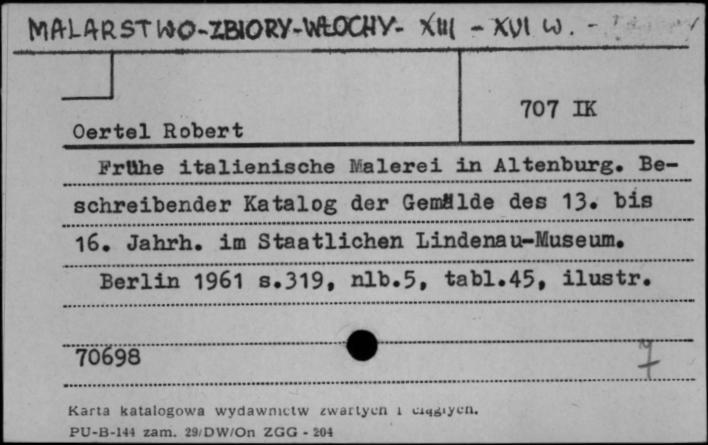 MALARSTWO-ZBIORY-WŁOCHY- XIII - XVI w. -
707 IK
Oertel Robert
Frühe italienische Malerei in Altenburg. Be-
schreibender Katalog der Gemälde des 13. bis
16. Jahrh. im Staatlichen Lindenau-Museum.
Berlin 1961 s.319, nlb.5, tabl.45, ilustr.
70698
Karta katalogowa wydawnictw zwartych i ciągłych.
PU-B-144 zam. 29/DW/On ZGG - 204